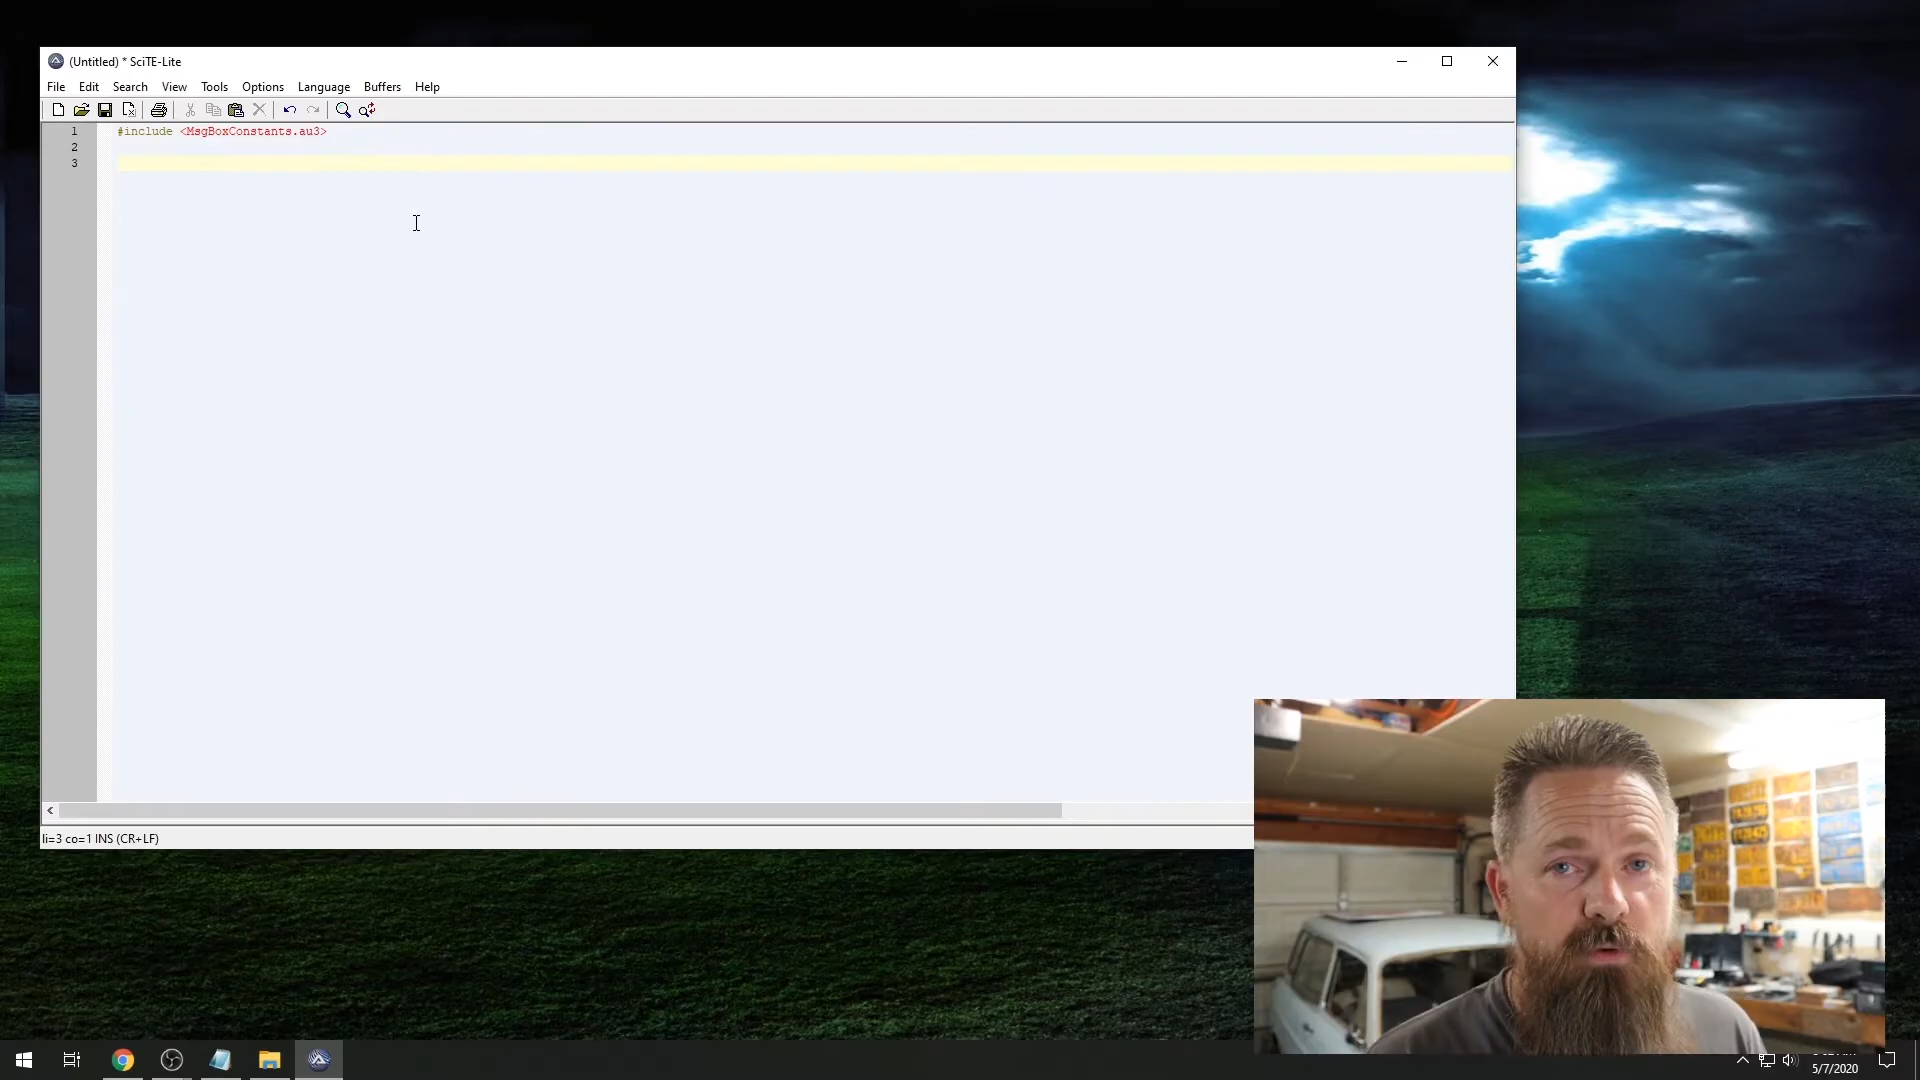 (Untitled) * SciTE-Lite
File Edit Search View Tools Options Language Buffers Help
1 #include <MsgBoxConstants.au3>
2
3
li=3 co=1 INS (CR+LF)
5/7/2020